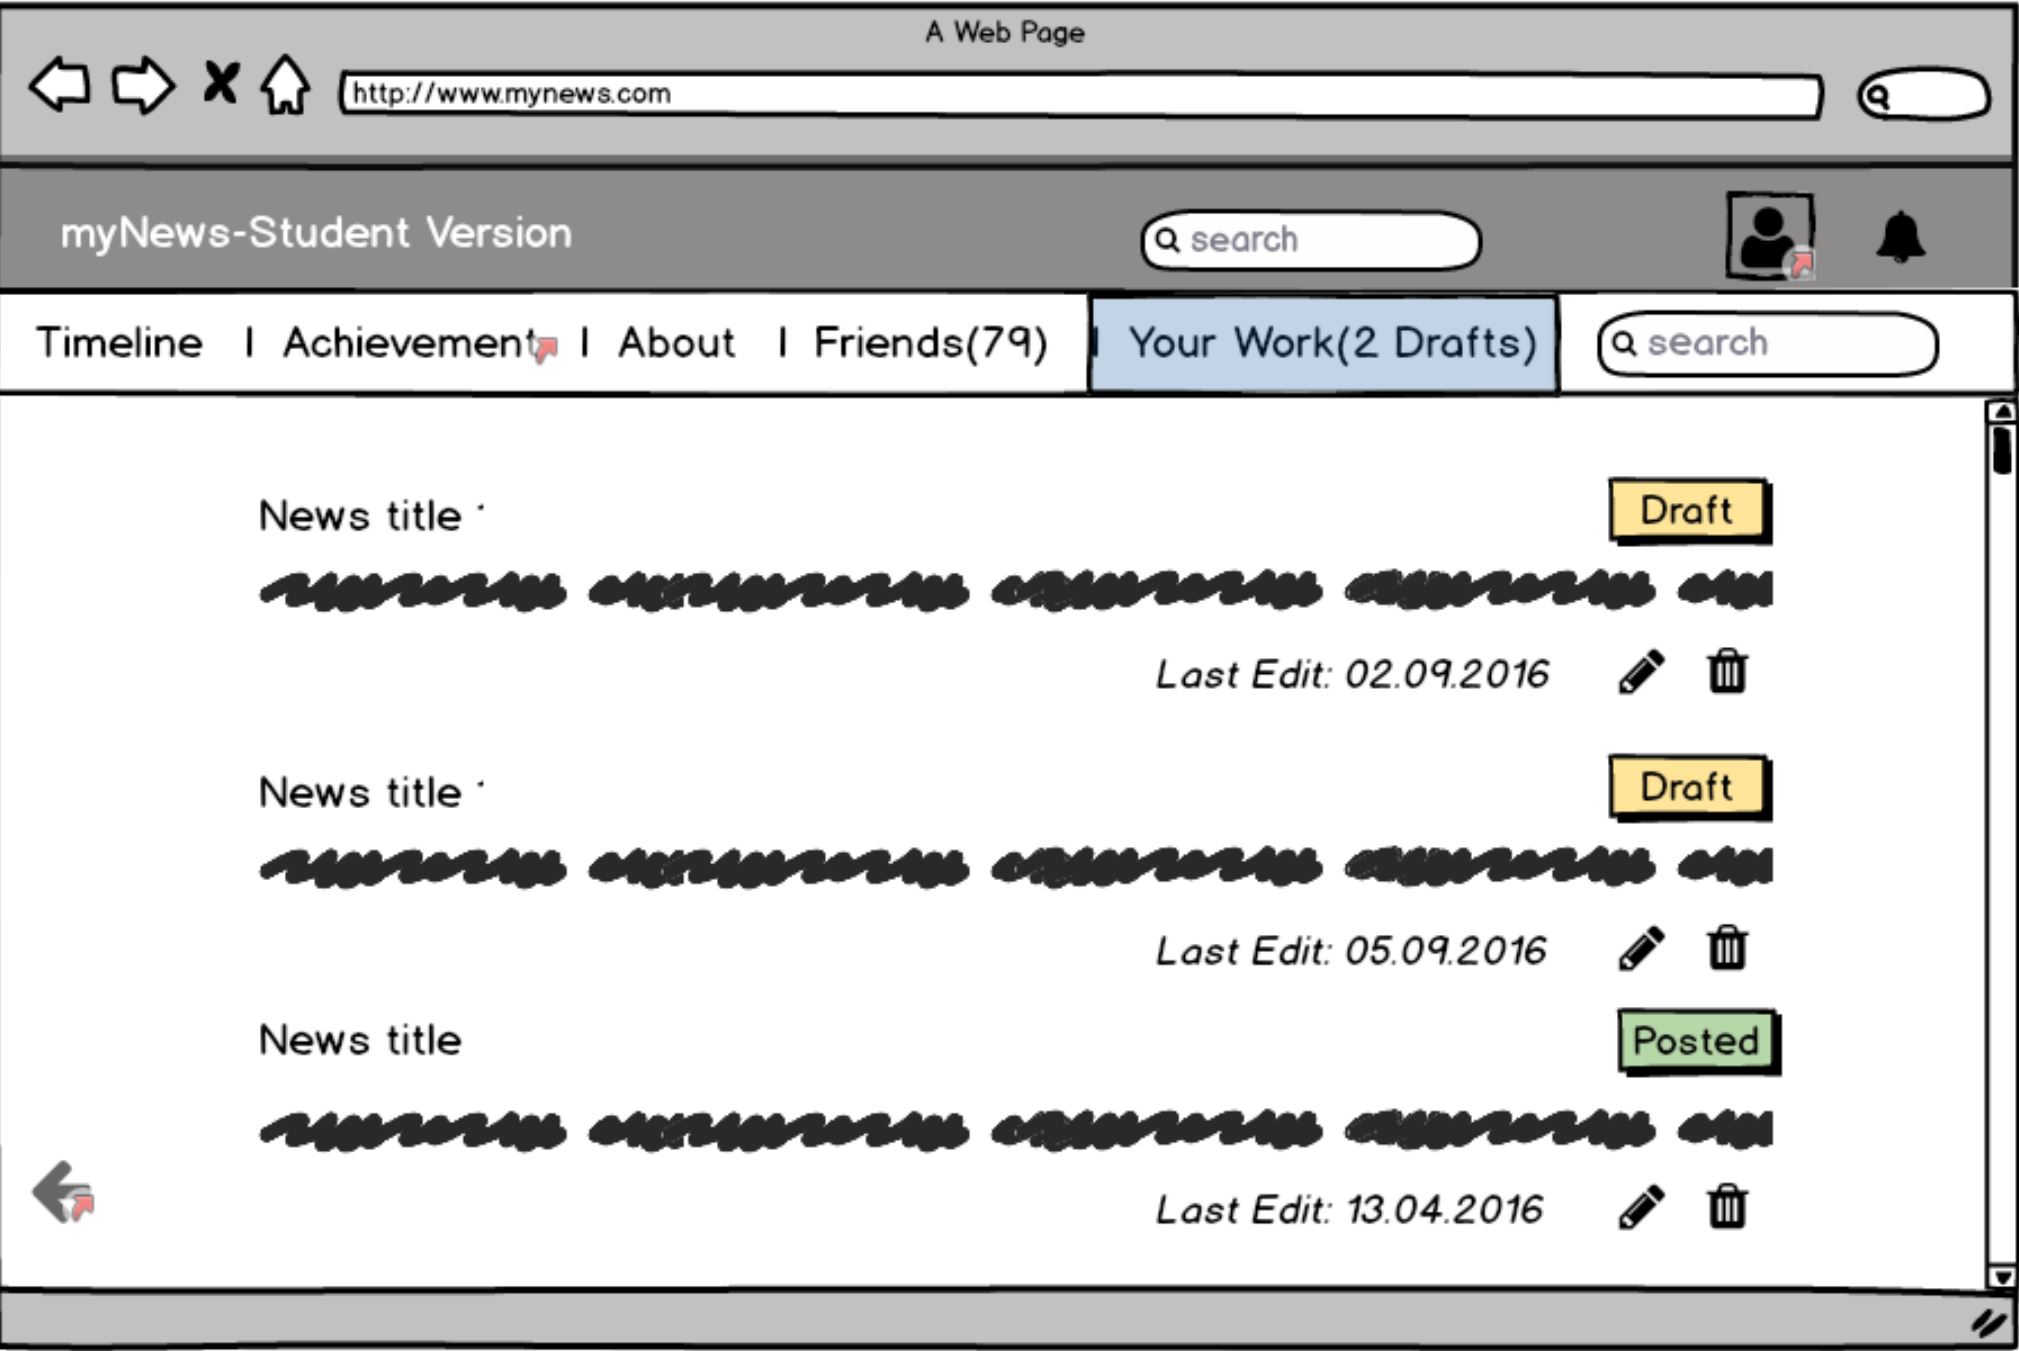 A Web Page
http://www.mynews.com
myNews-Student Version
search
Timeline | Achievement | About | Friends(79) | Your Work(2 Drafts)
search
News title
Draft
Last Edit: 02.09.2016
News title
Draft
Last Edit: 05.09.2016
News title
Posted
Last Edit: 13.04.2016